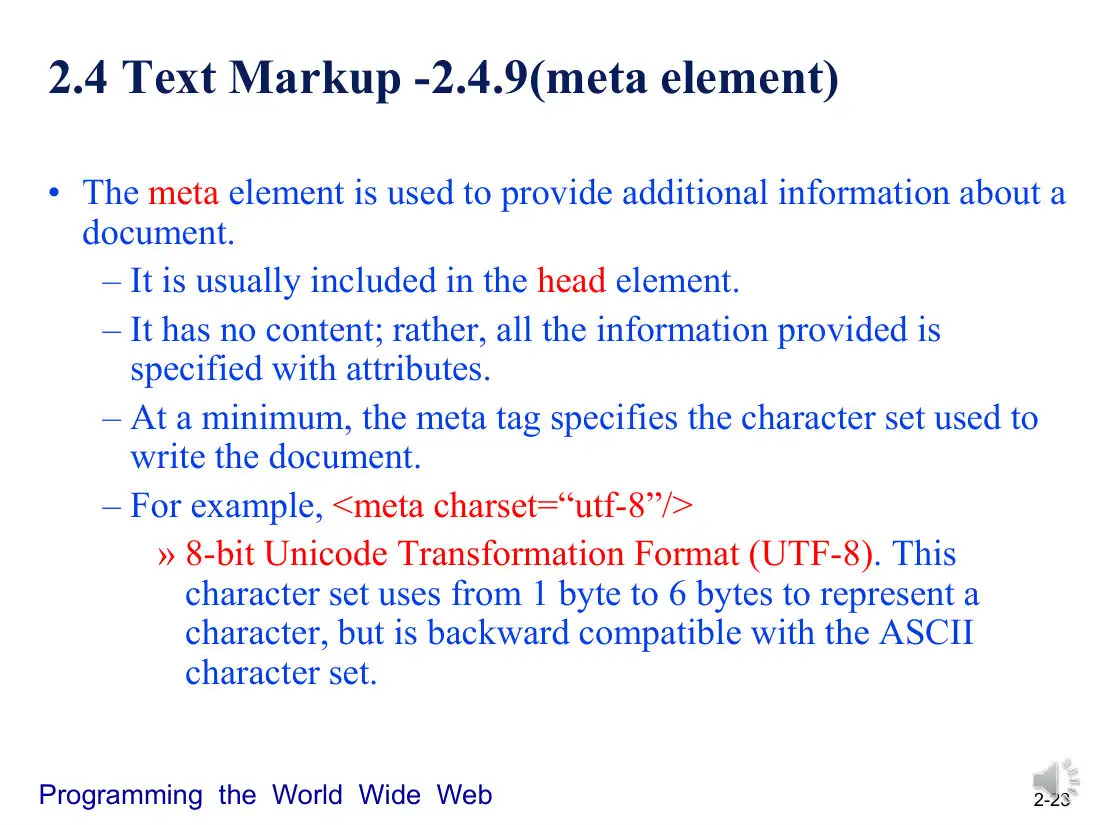 2.4 Text Markup -2.4.9(meta element)
• The meta element is used to provide additional information about a
document.
– It is usually included in the head element.
– It has no content; rather, all the information provided is
specified with attributes.
– At a minimum, the meta tag specifies the character set used to
write the document.
– For example, <meta charset=“utf-8”/>
» 8-bit Unicode Transformation Format (UTF-8). This
character set uses from 1 byte to 6 bytes to represent a
character, but is backward compatible with the ASCII
character set.
Programming the World Wide Web
2-23